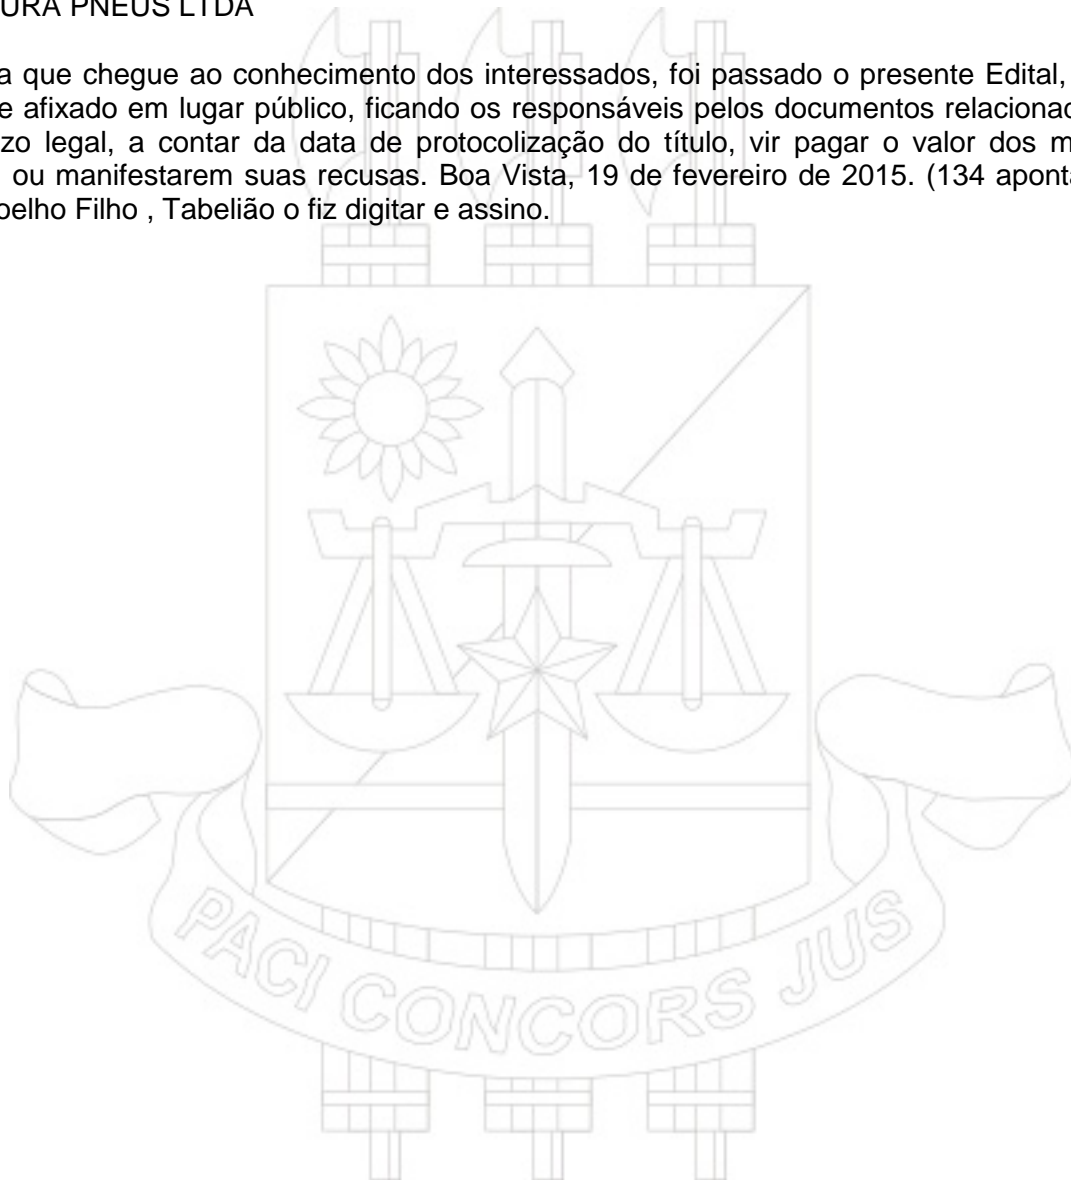 URA PNEUS LTDA
a que chegue ao conhecimento dos interessados, foi passado o presente Edital,
e afixado em lugar público, ficando os responsáveis pelos documentos relacionad
zo legal, a contar da data de protocolização do título, vir pagar o valor dos m
ou manifestarem suas recusas. Boa Vista, 19 de fevereiro de 2015. (134 aponta
oelho Filho , Tabelião o fiz digitar e assino.
PACI CONCORS JUS